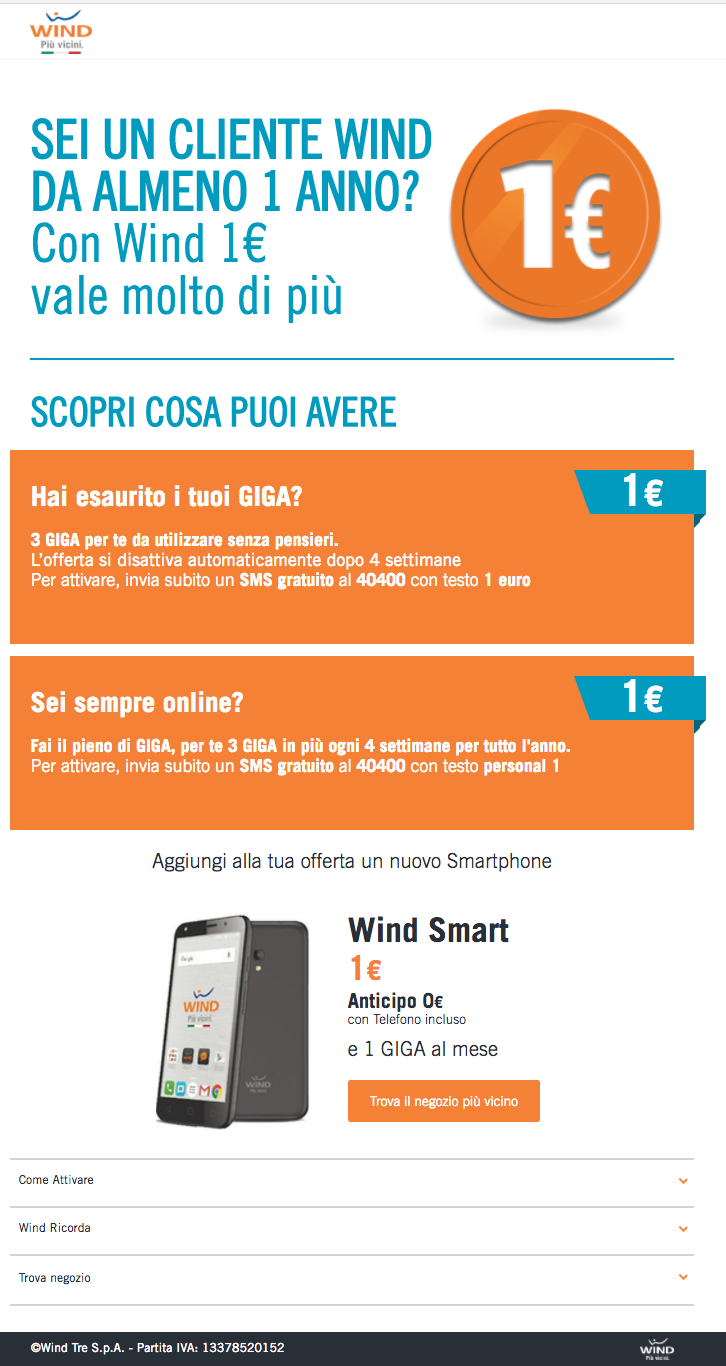 WIND
Più vicini.
SEI UN CLIENTE WIND
DA ALMENO 1 ANNO?
Con Wind 1€
vale molto di più
1€
SCOPRI COSA PUOI AVERE
Hai esaurito i tuoi GIGA?
1€
3 GIGA per te da utilizzare senza pensieri.
L'offerta si disattiva automaticamente dopo 4 settimane
Per attivare, invia subito un SMS gratuito al 40400 con testo 1 euro
Sei sempre online?
1€
Fai il pieno di GIGA, per te 3 GIGA in più ogni 4 settimane per tutto l'anno.
Per attivare, invia subito un SMS gratuito al 40400 con testo personal 1
Aggiungi alla tua offerta un nuovo Smartphone
Google
WIND
Più vicini.
WIND
Wind Smart
1€
Anticipo 0€
con Telefono incluso
e 1 GIGA al mese
Trova il negozio più vicino
Come Attivare
Wind Ricorda
Trova negozio
©Wind Tre S.p.A. - Partita IVA: 13378520152
WIND
Più vicini.